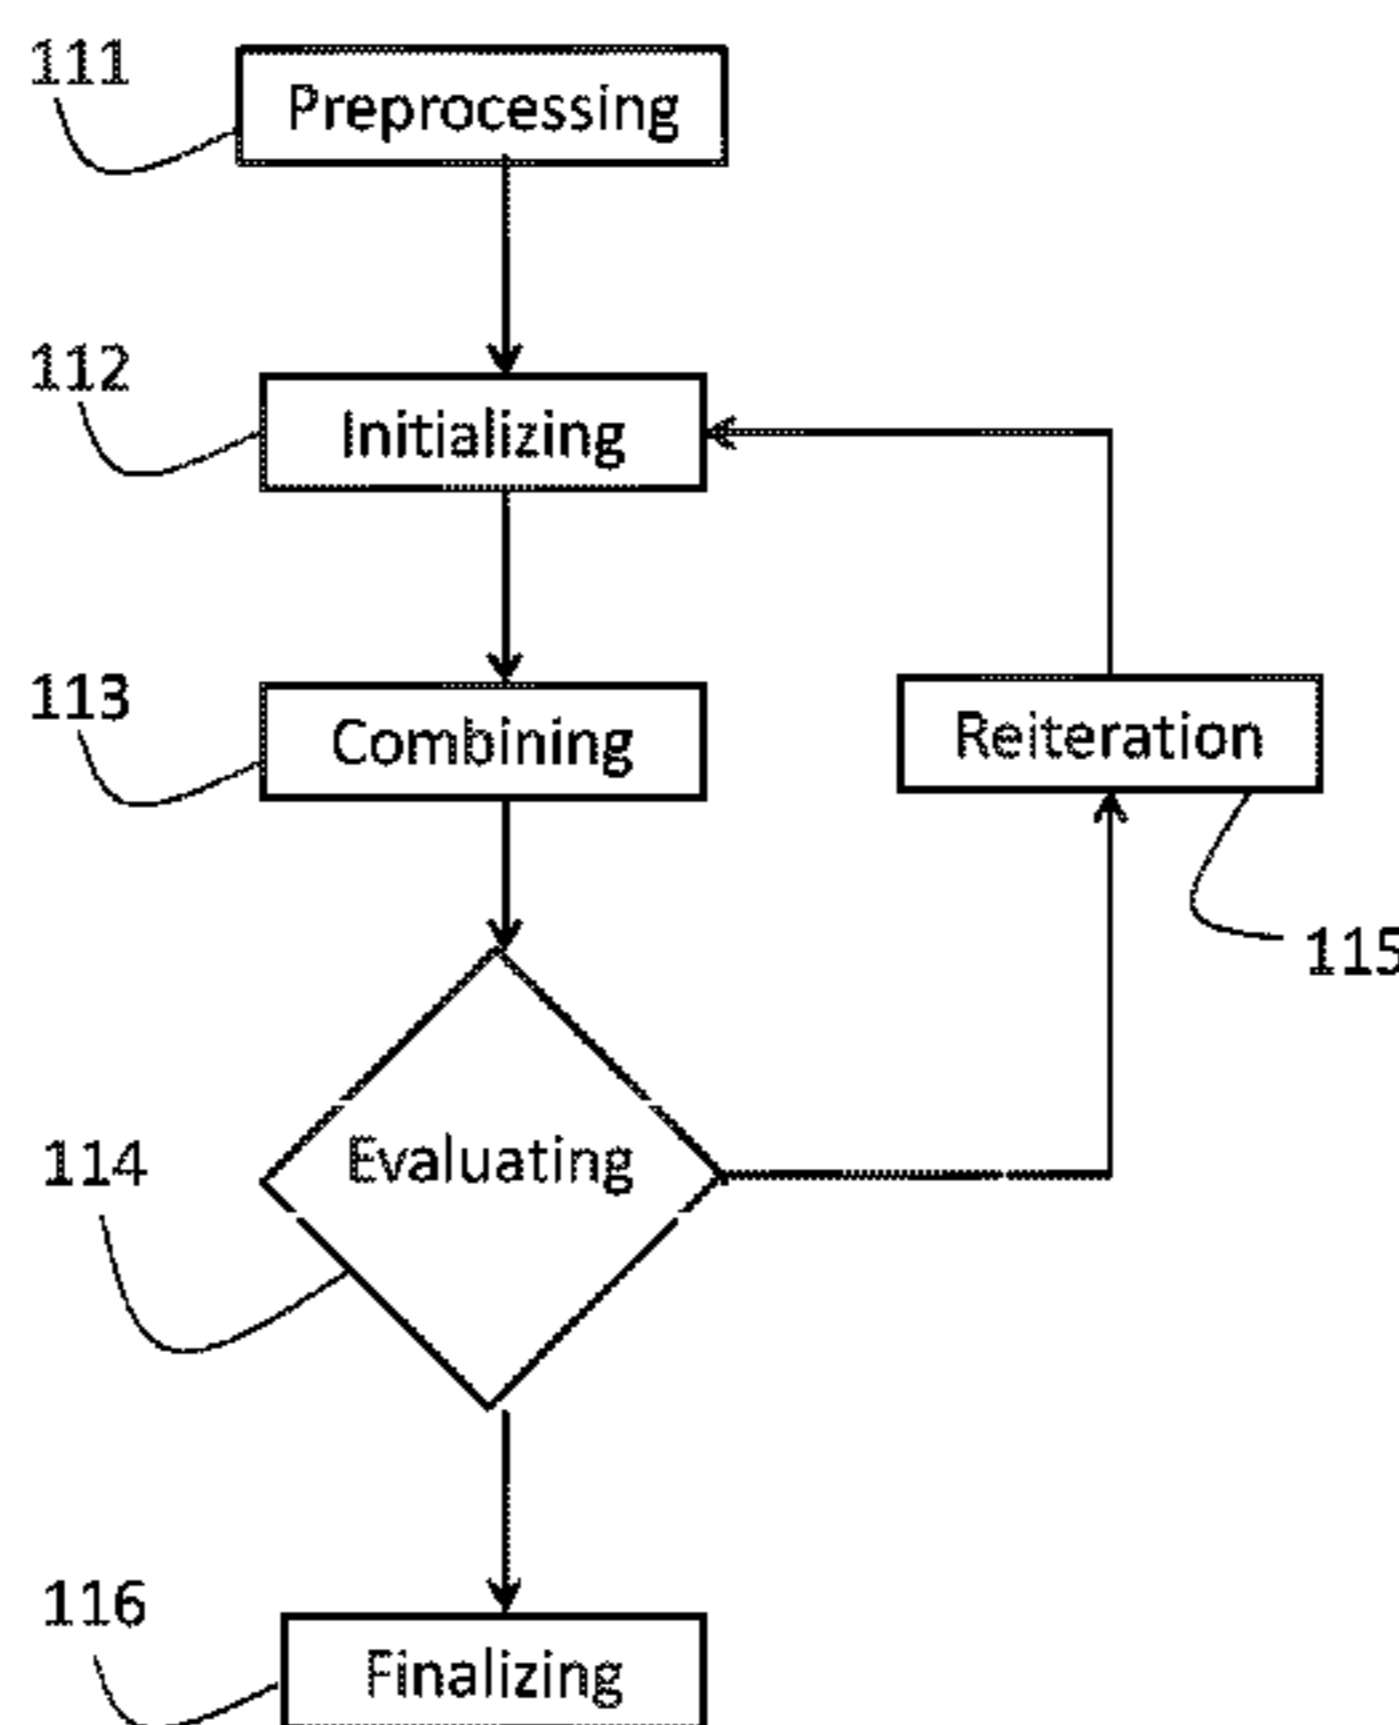 111
Preprocessing
112
Initializing
113
Combining
Reiteration
115
114
Evaluating
116
Finalizing